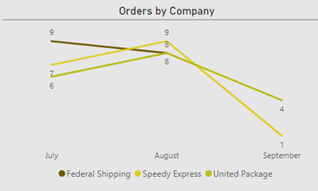 Orders by Company
9
9
8
7
8
6
4
1
July August September
Federal Shipping Speedy Express United Package